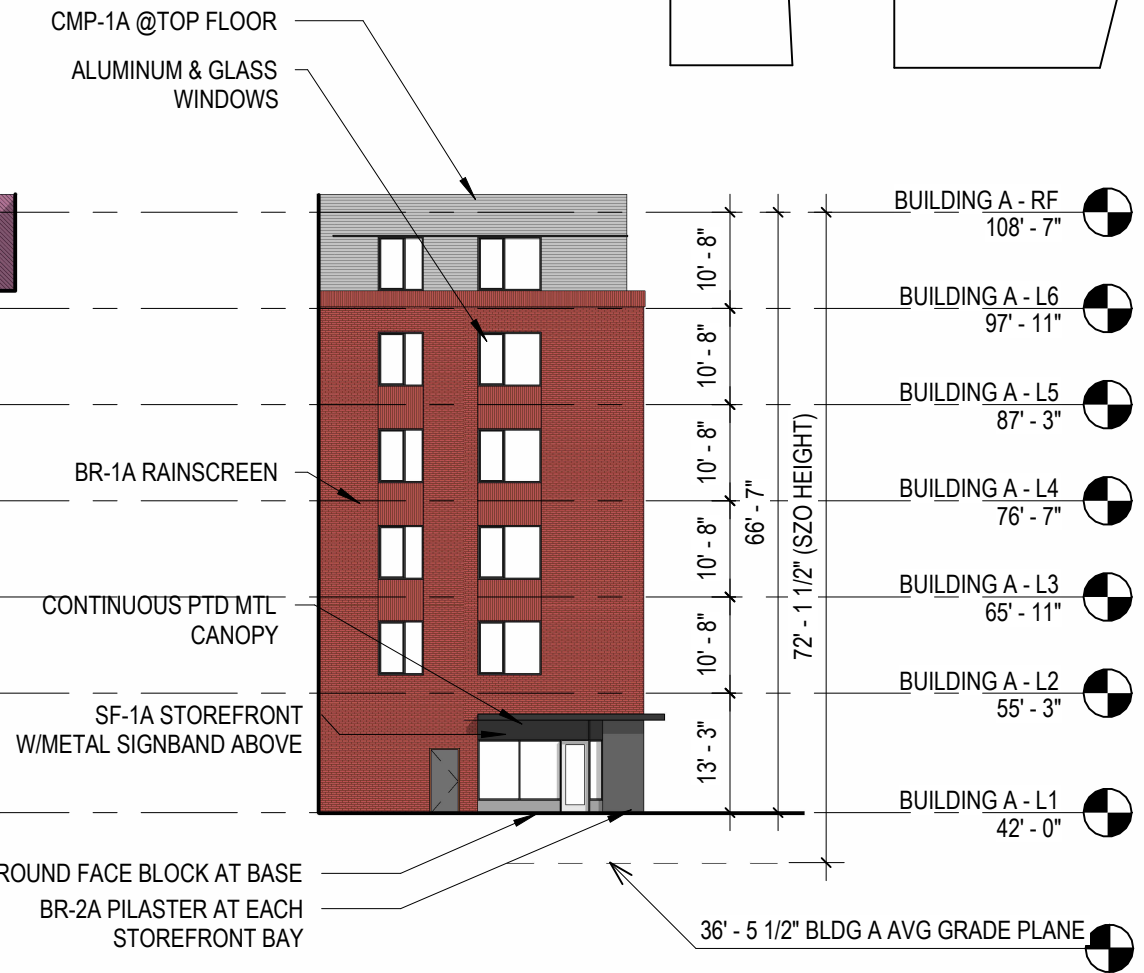 CMP-1A @TOP FLOOR
ALUMINUM & GLASS
WINDOWS
BR-1A RAINSCREEN
CONTINUOUS PTD MTL
CANOPY
SF-1A STOREFRONT
W/METAL SIGNBAND ABOVE
ROUND FACE BLOCK AT BASE
BR-2A PILASTER AT EACH
STOREFRONT BAY
10' - 8"
10' - 8"
10' - 8"
10' - 8"
10' - 8"
13' - 3"
66' - 7"
72' - 1 1/2" (SZO HEIGHT)
BUILDING A - RF
108' - 7"
BUILDING A - L6
97' - 11"
BUILDING A - L5
87' - 3"
BUILDING A - L4
76' - 7"
BUILDING A - L3
65' - 11"
BUILDING A - L2
55' - 3"
BUILDING A - L1
42' - 0"
36' - 5 1/2" BLDG A AVG GRADE PLANE